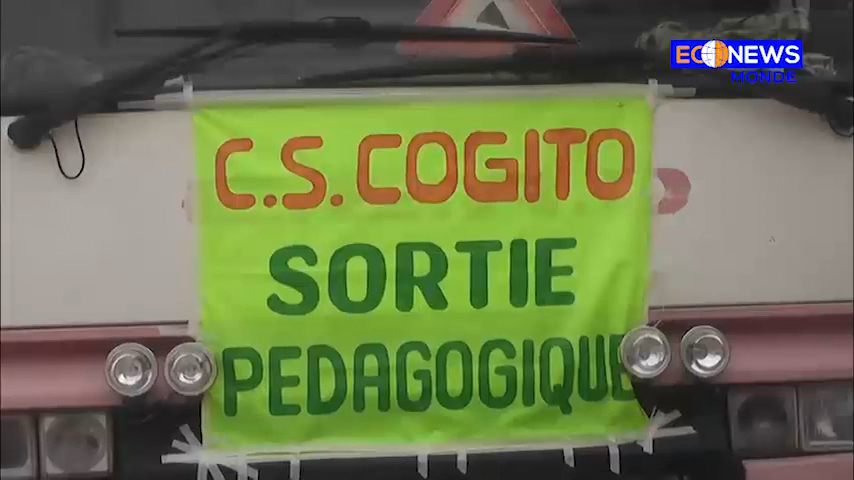 ECONEWS
MONDE
C.S. COGITO
SORTIE
PEDAGOGIQUE